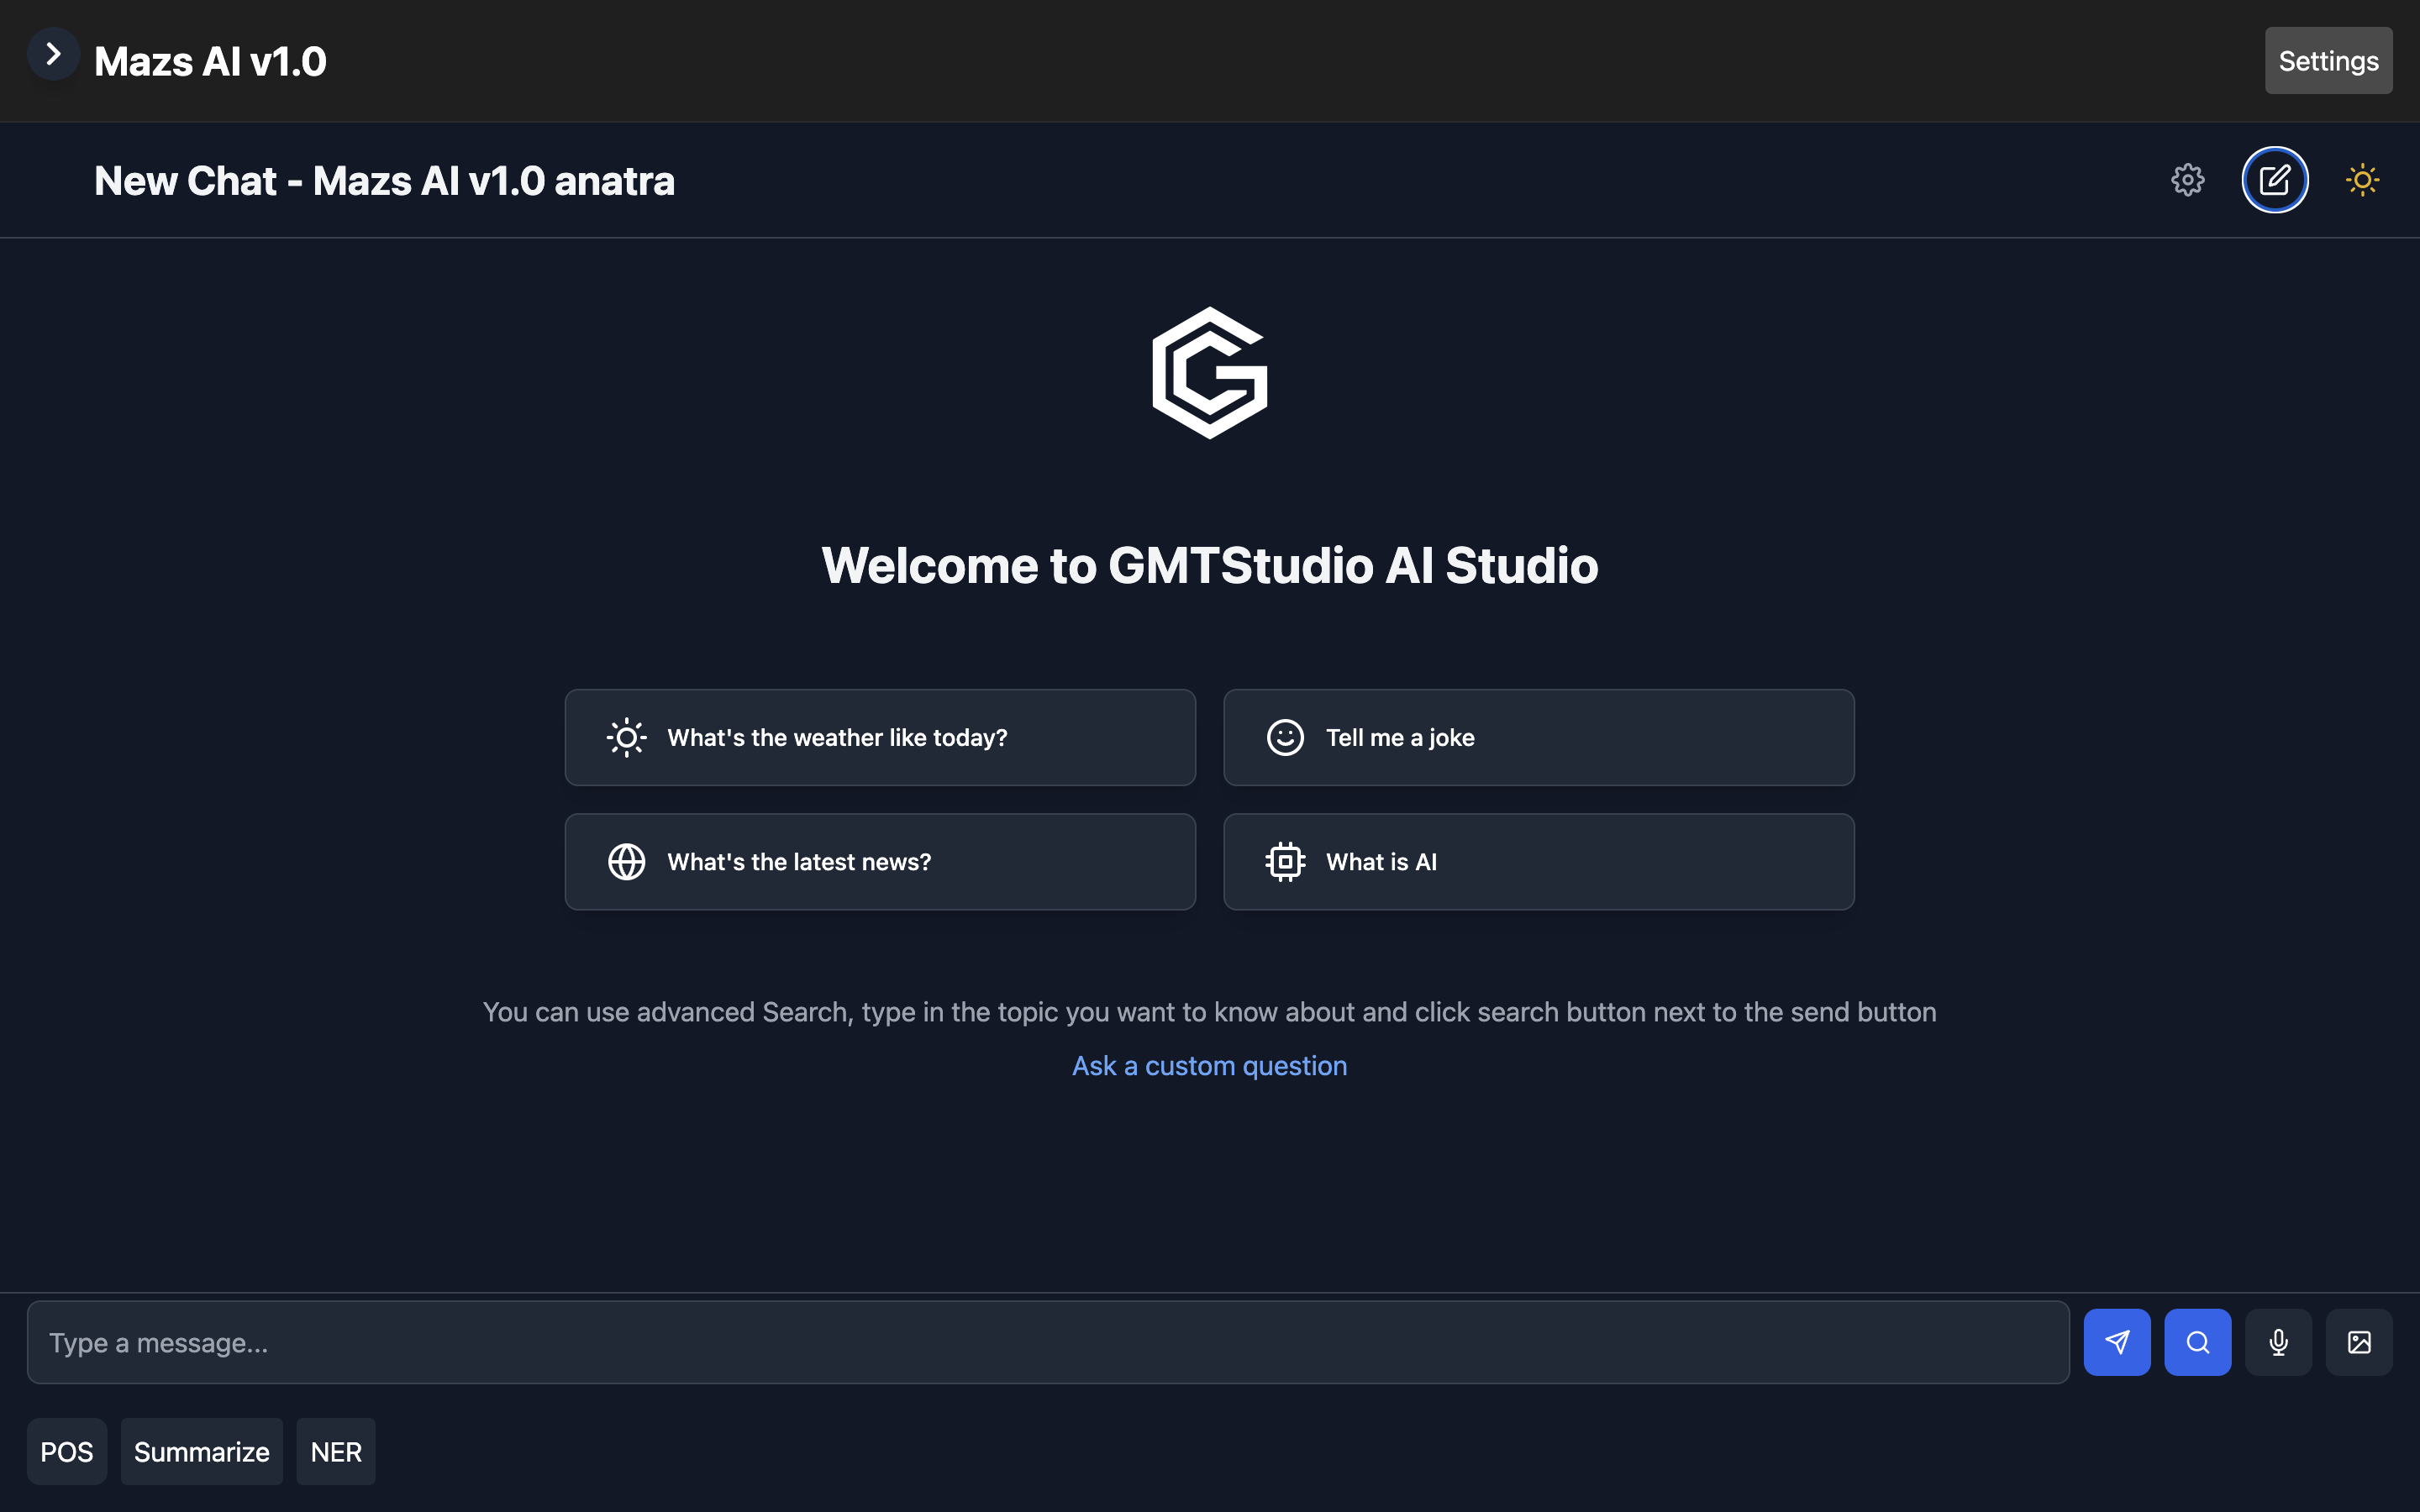 Mazs AI v1.0
Settings
New Chat - Mazs AI v1.0 anatra
Welcome to GMTStudio AI Studio
What's the weather like today?
Tell me a joke
What's the latest news?
What is AI
You can use advanced Search, type in the topic you want to know about and click search button next to the send button
Ask a custom question
Type a message...
POS
Summarize
NER